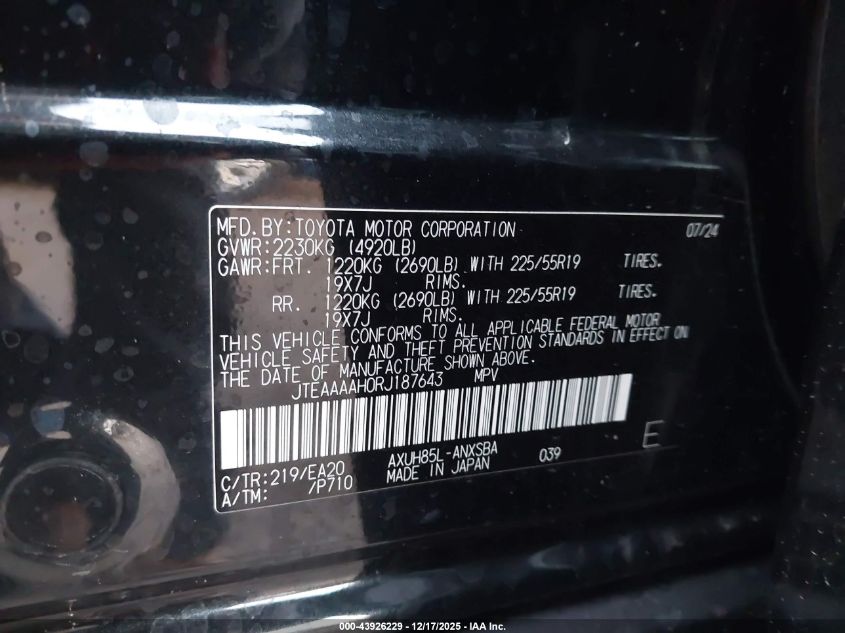 MFD. BY: TOYOTA MOTOR CORPORATION 07/24
GVWR: 2230KG (4920LB)
GAWR: FRT. 1220KG (2690LB) WITH 225/55R19 TIRES.
19X7J RIMS.
RR. 1220KG (2690LB) WITH 225/55R19 TIRES.
19X7J RIMS.
THIS VEHICLE CONFORMS TO ALL APPLICABLE FEDERAL MOTOR
VEHICLE SAFETY AND THEFT PREVENTION STANDARDS IN EFFECT ON
THE DATE OF MANUFACTURE SHOWN ABOVE.
JTEAAAAH0RJ187643 MPV
C/TR: 219/EA20 AXUH85L-ANXSBA 039 E
A/TM: /P710 MADE IN JAPAN
000-43926229 - 12/17/2025 - IAA Inc.